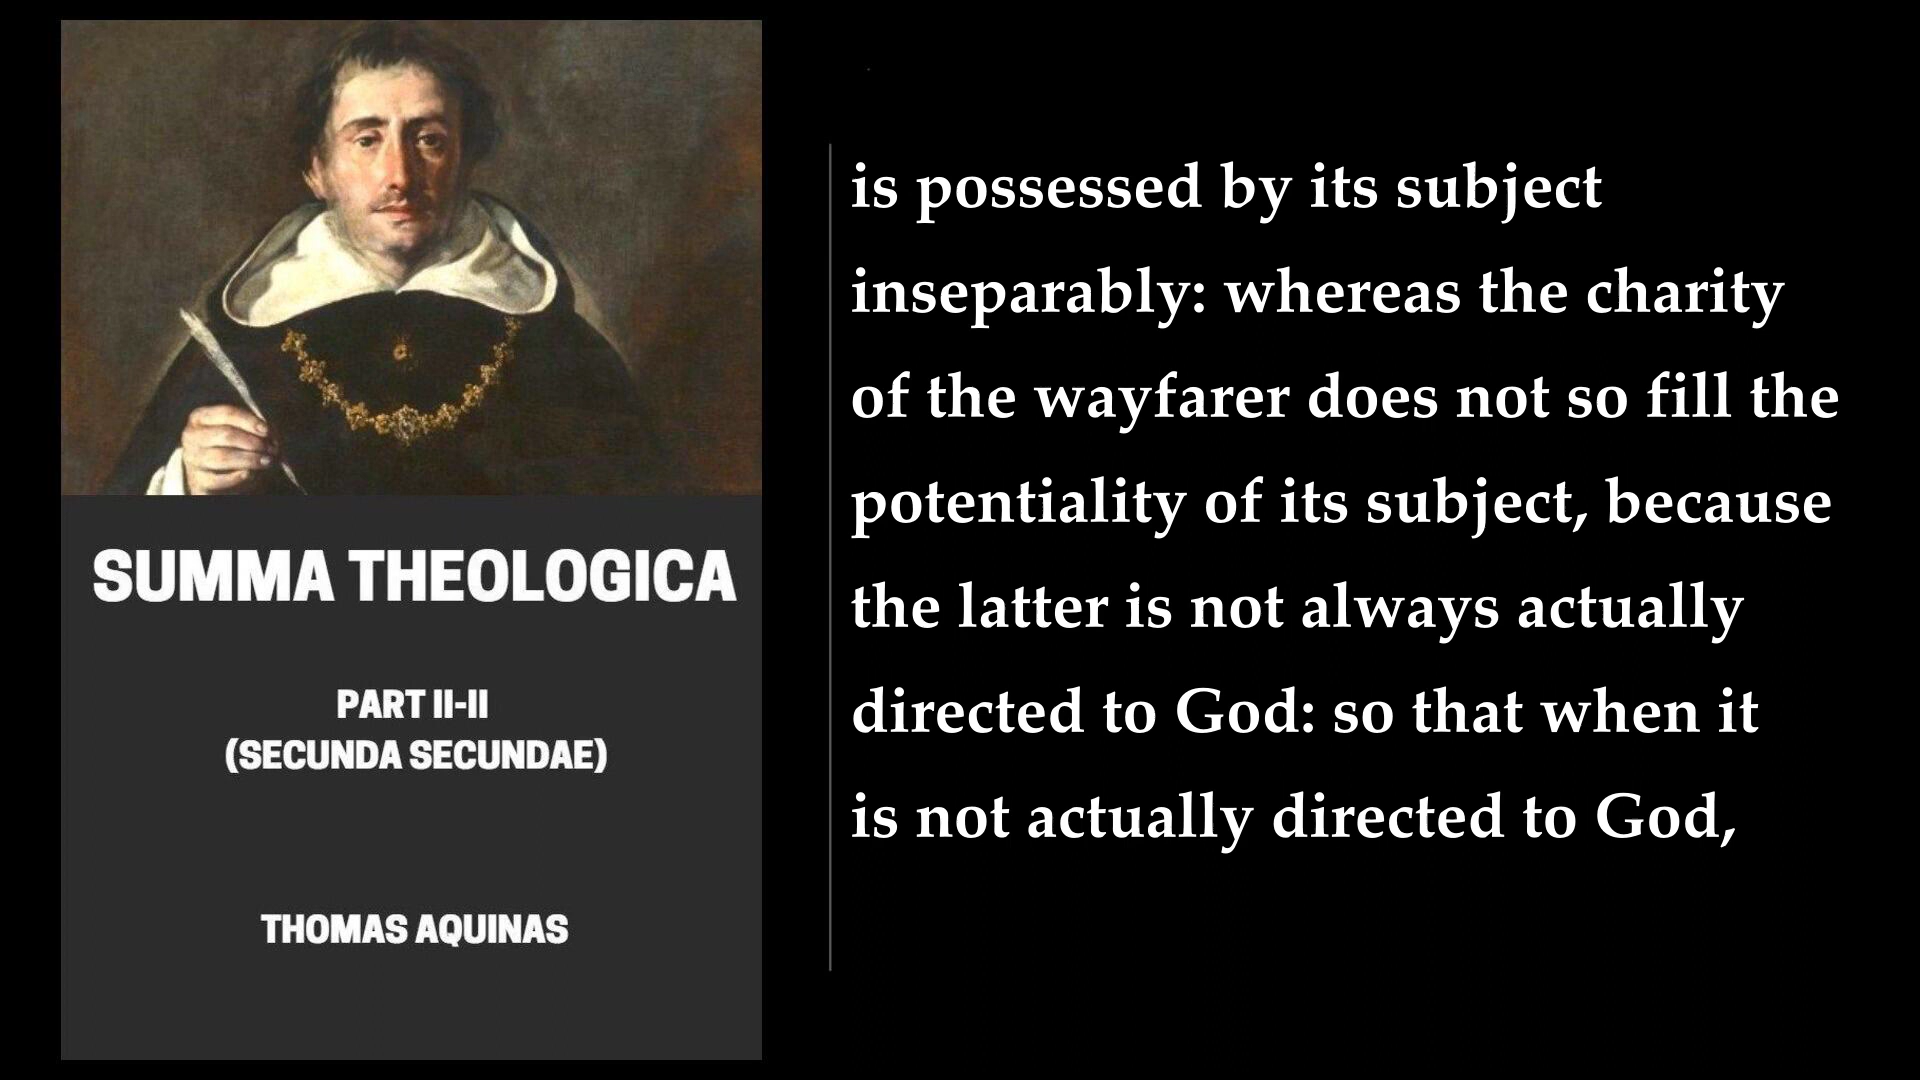 SUMMA THEOLOGICA
PART II-II
(SECUNDA SECUNDAE)
THOMAS AQUINAS
is possessed by its subject
inseparably: whereas the charity
of the wayfarer does not so fill the
potentiality of its subject, because
the latter is not always actually
directed to God: so that when it
is not actually directed to God,